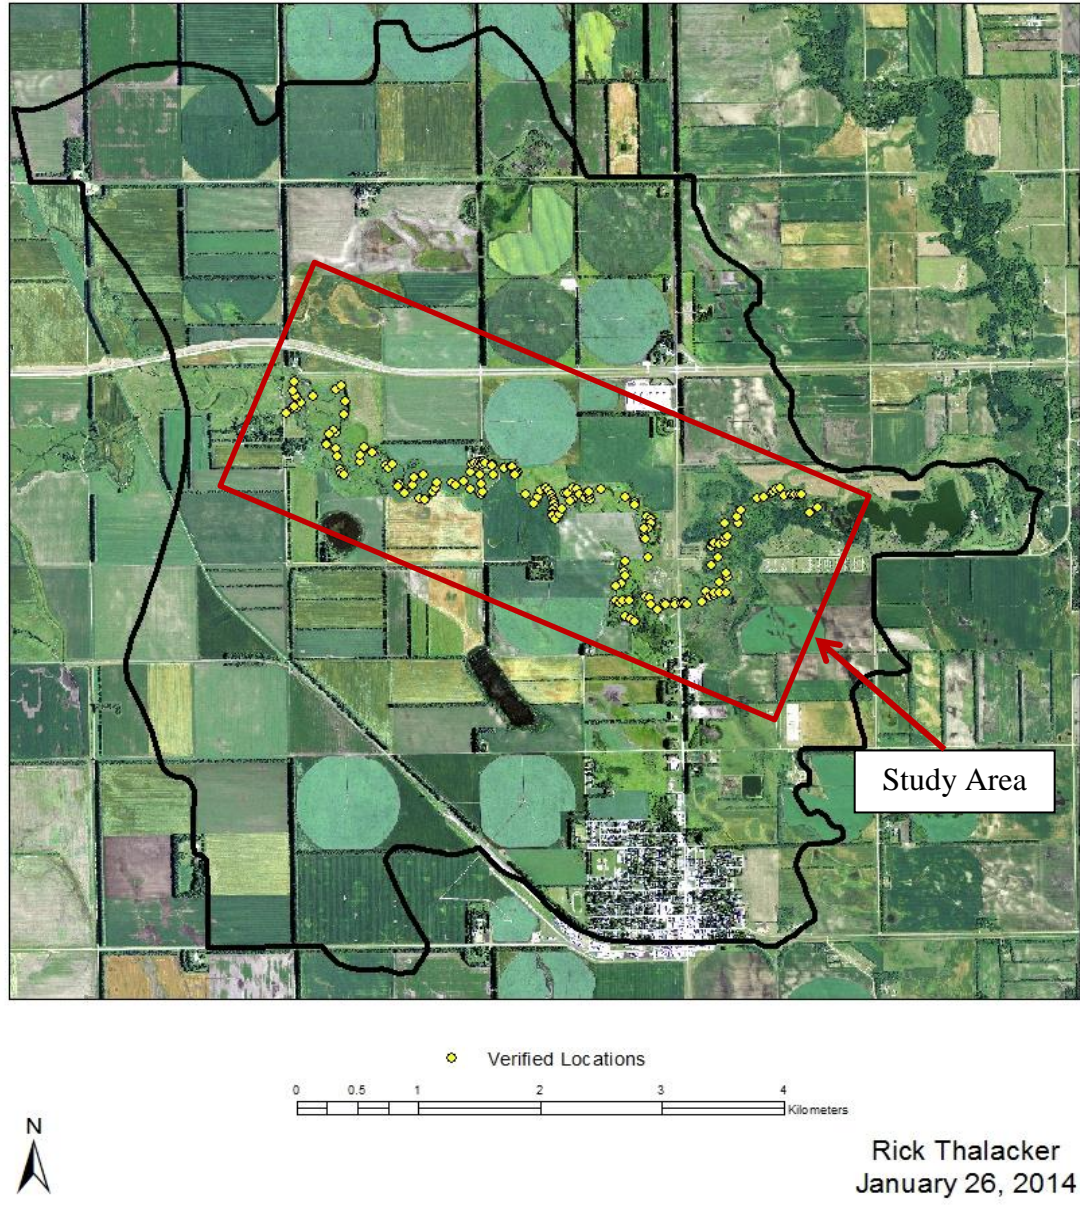 Study Area
Verified Locations
0 0.5 1 2 3 4
Kilometers
N
Rick Thalacker
January 26, 2014